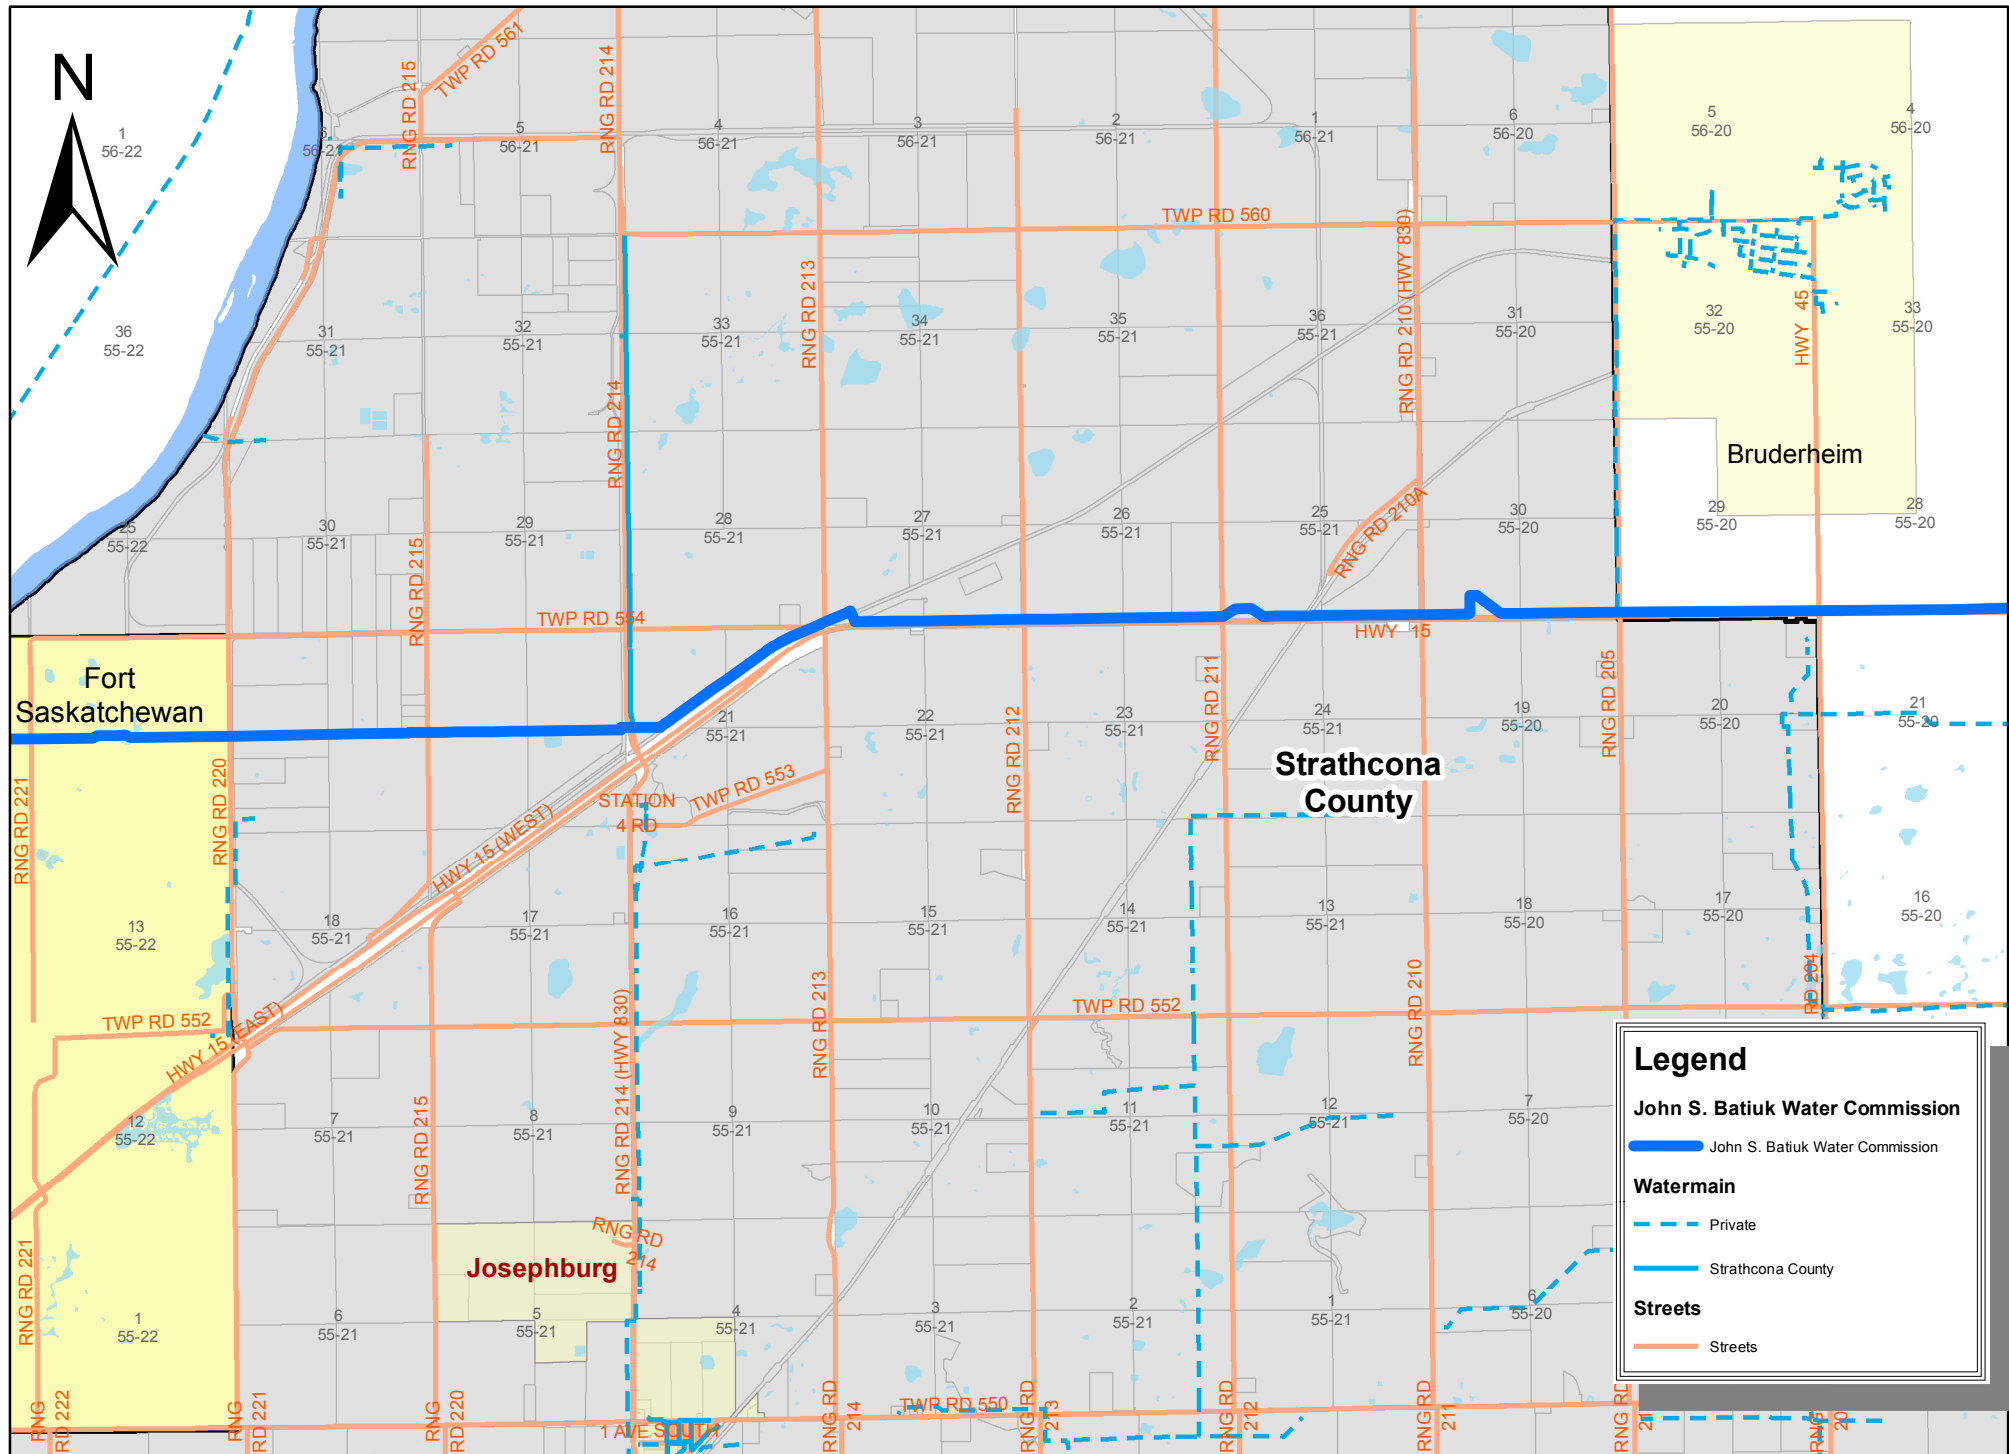 N
TWP RD 561
RNG RD 215
RNG RD 214
1
56-22
6
56-21
5
56-21
4
56-21
3
56-21
2
56-21
1
56-21
6
56-20
5
56-20
4
56-20
TWP RD 560
RNG RD 213
RNG RD 210 (HWY 830)
HWY 45
36
55-22
31
55-21
32
55-21
33
55-21
34
55-21
35
55-21
36
55-21
31
55-20
32
55-20
33
55-20
RNG RD 214
Bruderheim
25
55-22
30
55-21
29
55-21
28
55-21
27
55-21
26
55-21
25
55-21
30
55-20
29
55-20
28
55-20
RNG RD 210A
RNG RD 215
TWP RD 554
HWY 15
Fort
Saskatchewan
RNG RD 211
RNG RD 205
RNG RD 212
21
55-21
22
55-21
23
55-21
24
55-21
19
55-20
20
55-20
21
55-20
Strathcona
County
RNG RD 221
RNG RD 220
STATION
4 RD
TWP RD 553
HWY 15 (WEST)
13
55-22
18
55-21
17
55-21
16
55-21
15
55-21
14
55-21
13
55-21
18
55-20
17
55-20
16
55-20
TWP RD 552
HWY 15 (EAST)
RNG RD 214 (HWY 830)
RNG RD 213
TWP RD 552
RNG RD 210
RD 204
12
55-22
7
55-21
8
55-21
9
55-21
10
55-21
11
55-21
12
55-21
7
55-20
RNG RD 215
RNG RD
214
Josephburg
RNG RD 221
1
55-22
6
55-21
5
55-21
4
55-21
3
55-21
2
55-21
1
55-21
6
55-20
Legend
John S. Batiuk Water Commission
John S. Batiuk Water Commission
Watermain
Private
Strathcona County
Streets
Streets
TWP RD 550
1 AVE SOUTH
RNG
RD 222
RNG
RD 221
RNG
RD 220
RNG RD
214
RNG RD
213
RNG RD
212
RNG RD
211